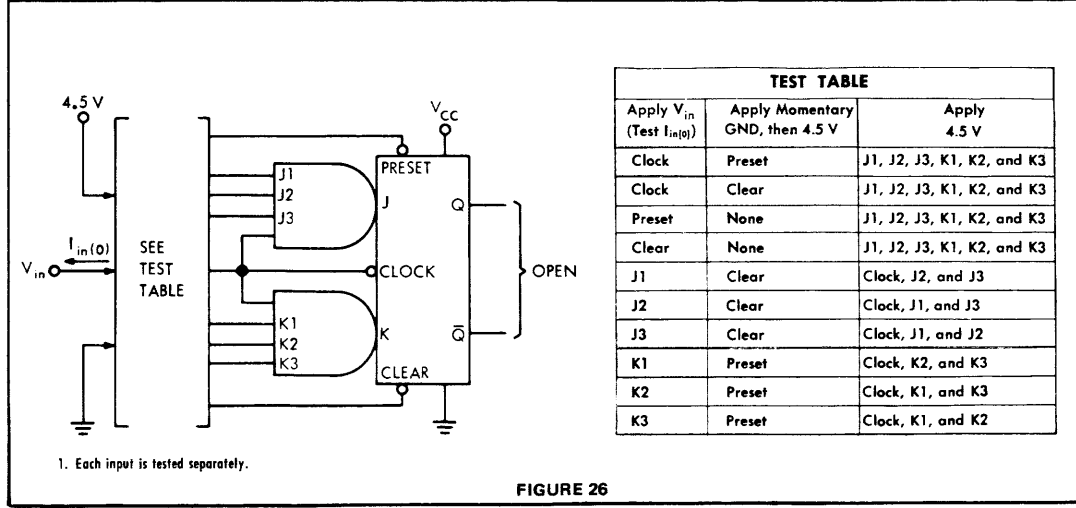 4.5 V
I in(0)
V in
SEE
TEST
TABLE
V CC
PRESET
J1
J2
J3
J
Q
CLOCK
OPEN
K1
K2
K3
K
Q̅
CLEAR
1. Each input is tested separately.
TEST TABLE
Apply Vin (Test Iin(0)) Apply Momentary GND, then 4.5 V Apply 4.5 V
Clock Preset J1, J2, J3, K1, K2, and K3
Clock Clear J1, J2, J3, K1, K2, and K3
Preset None J1, J2, J3, K1, K2, and K3
Clear None J1, J2, J3, K1, K2, and K3
J1 Clear Clock, J2, and J3
J2 Clear Clock, J1, and J3
J3 Clear Clock, J1, and J2
K1 Preset Clock, K2, and K3
K2 Preset Clock, K1, and K3
K3 Preset Clock, K1, and K2
FIGURE 26